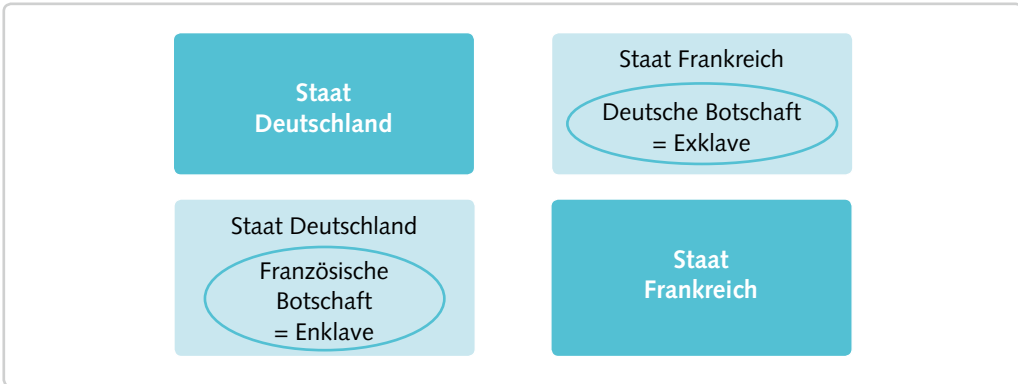 Staat
Deutschland
Staat Frankreich
Deutsche Botschaft
= Exklave
Staat Deutschland
Französische
Botschaft
= Enklave
Staat
Frankreich